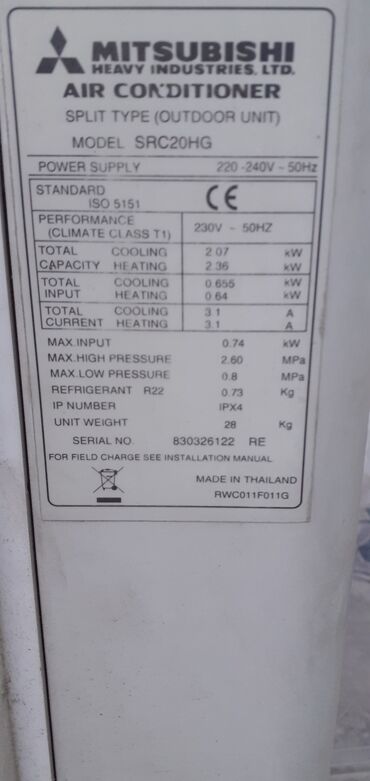 MITSUBISHI
HEAVY INDUSTRIES, LTD.
AIR CONDITIONER
SPLIT TYPE (OUTDOOR UNIT)
MODEL SRC20HG
POWER SUPPLY 220-240V ~ 50Hz
STANDARD
ISO 5151 CE
PERFORMANCE
(CLIMATE CLASS T1) 230V ~ 50HZ
TOTAL COOLING 2.07 kW
CAPACITY HEATING 2.36 kW
TOTAL COOLING 0.655 kW
INPUT HEATING 0.64 kW
TOTAL COOLING 3.1 A
CURRENT HEATING 3.1 A
MAX.INPUT 0.74 kW
MAX.HIGH PRESSURE 2.60 MPa
MAX.LOW PRESSURE 0.8 MPa
REFRIGERANT R22 0.73 Kg
IP NUMBER IPX4
UNIT WEIGHT 28 Kg
SERIAL NO. 830326122 RE
FOR FIELD CHARGE SEE INSTALLATION MANUAL
MADE IN THAILAND
RWC011F011G